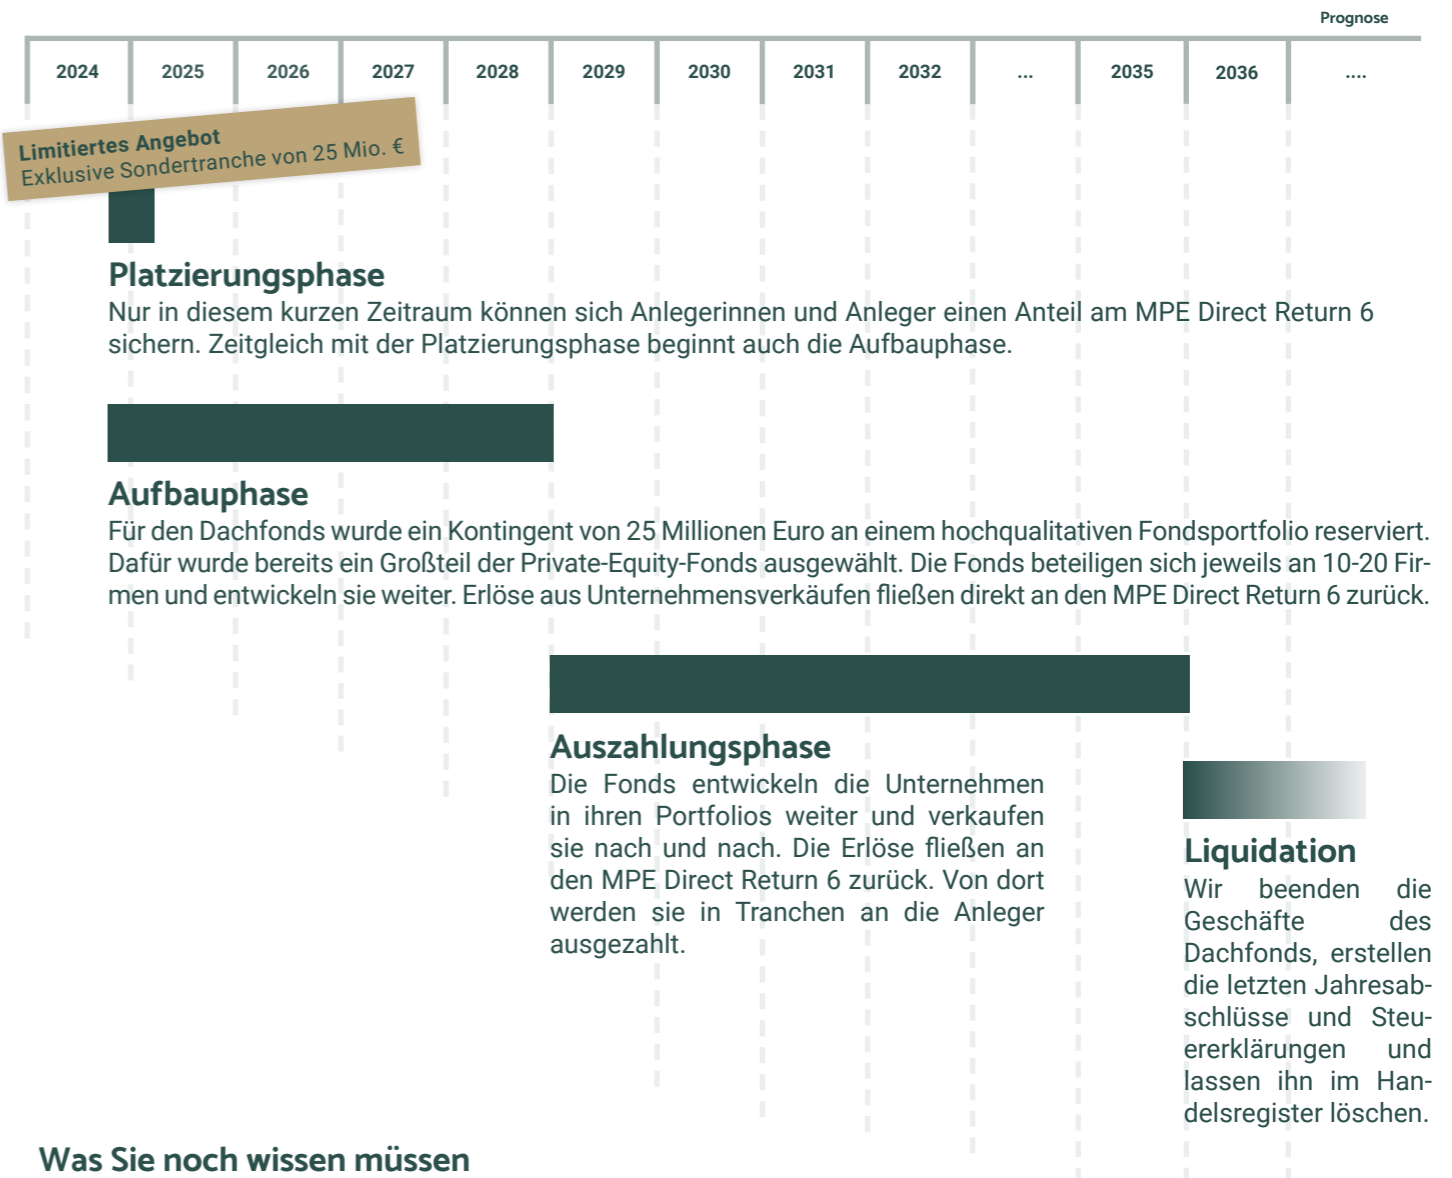 Prognose
2024 2025 2026 2027 2028 2029 2030 2031 2032 ... 2035 2036 ....
Limitiertes Angebot
Exklusive Sondertranche von 25 Mio. €
Platzierungsphase
Nur in diesem kurzen Zeitraum können sich Anlegerinnen und Anleger einen Anteil am MPE Direct Return 6
sichern. Zeitgleich mit der Platzierungsphase beginnt auch die Aufbauphase.
Aufbauphase
Für den Dachfonds wurde ein Kontingent von 25 Millionen Euro an einem hochqualitativen Fondsportfolio reserviert.
Dafür wurde bereits ein Großteil der Private-Equity-Fonds ausgewählt. Die Fonds beteiligen sich jeweils an 10-20 Fir-
men und entwickeln sie weiter. Erlöse aus Unternehmensverkäufen fließen direkt an den MPE Direct Return 6 zurück.
Auszahlungsphase
Die Fonds entwickeln die Unternehmen
in ihren Portfolios weiter und verkaufen
sie nach und nach. Die Erlöse fließen an
den MPE Direct Return 6 zurück. Von dort
werden sie in Tranchen an die Anleger
ausgezahlt.
Liquidation
Wir beenden die
Geschäfte des
Dachfonds, erstellen
die letzten Jahresab-
schlüsse und Steu-
ererklärungen und
lassen ihn im Han-
delsregister löschen.
Was Sie noch wissen müssen